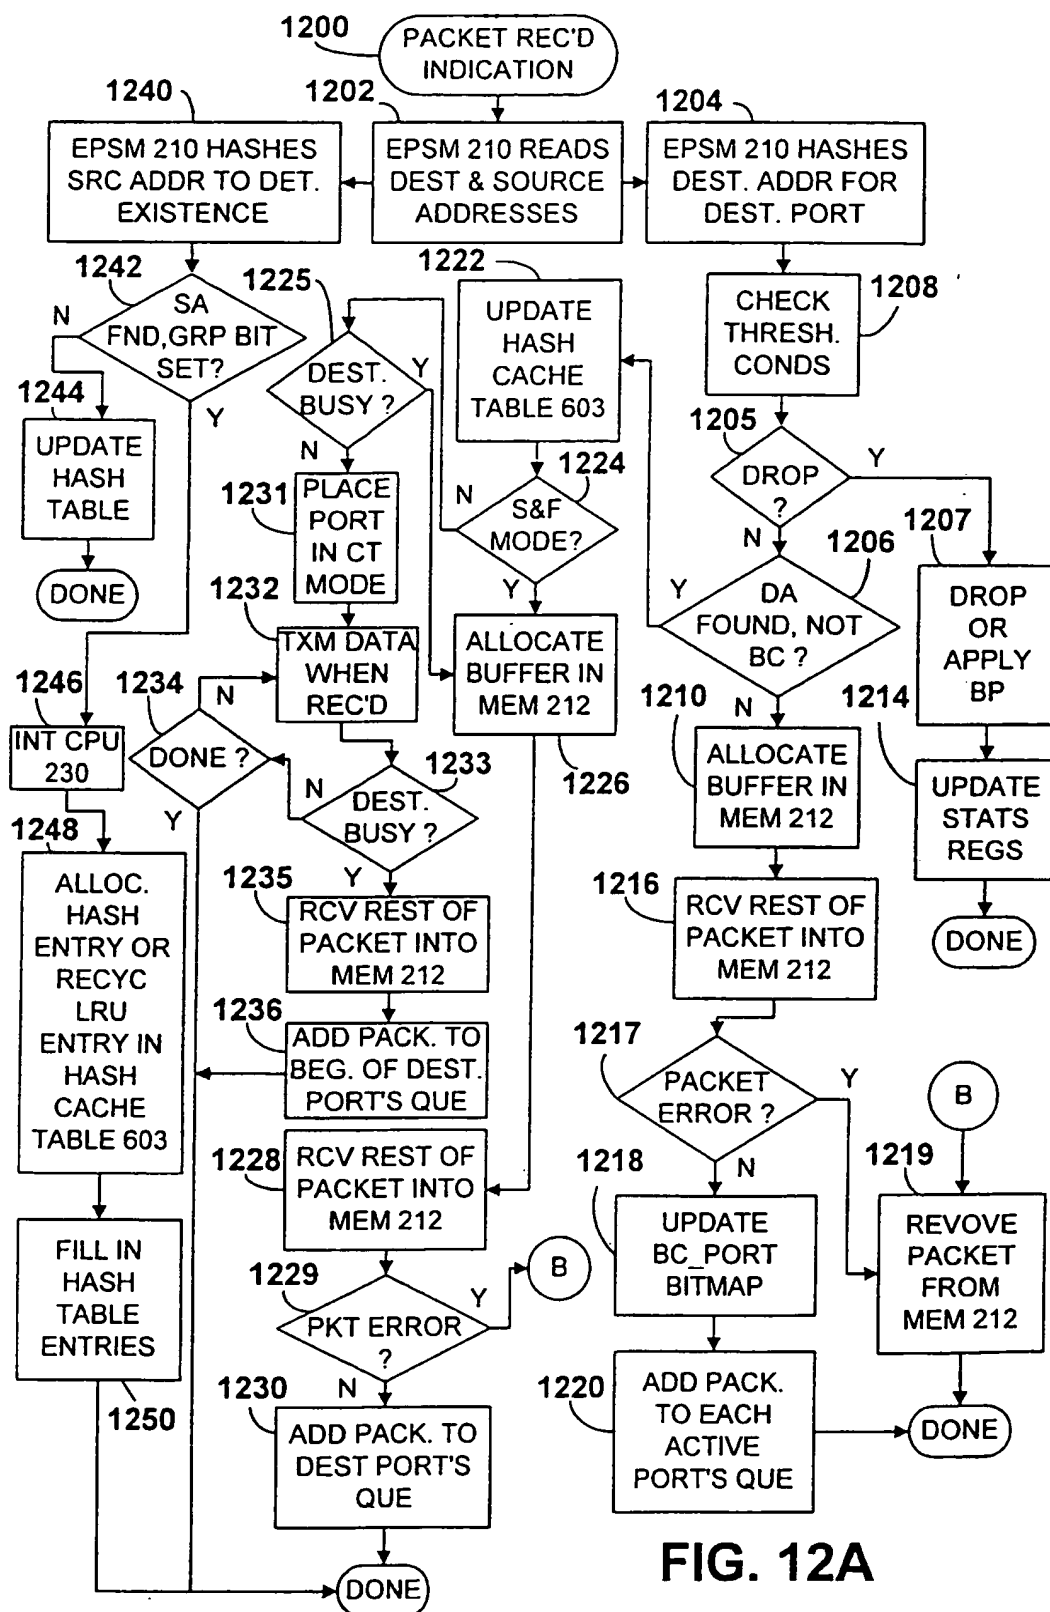 1200
PACKET REC'D
INDICATION
1240
1202
1204
EPSM 210 HASHES
SRC ADDR TO DET.
EXISTENCE
EPSM 210 READS
DEST & SOURCE
ADDRESSES
EPSM 210 HASHES
DEST. ADDR FOR
DEST. PORT
1242
SA
FND,GRP BIT
SET?
N
Y
1244
UPDATE
HASH
TABLE
DONE
1246
INT CPU
230
1248
ALLOC.
HASH
ENTRY OR
RECYC
LRU
ENTRY IN
HASH
CACHE
TABLE 603
FILL IN
HASH
TABLE
ENTRIES
1250
1225
DEST.
BUSY ?
Y
N
1231
PLACE
PORT
IN CT
MODE
1232
TXM DATA
WHEN
REC'D
1234
DONE ?
N
Y
1233
DEST.
BUSY ?
N
Y
1235
RCV REST OF
PACKET INTO
MEM 212
1236
ADD PACK. TO
BEG. OF DEST.
PORT'S QUE
1222
UPDATE
HASH
CACHE
TABLE 603
1224
S&F
MODE?
N
Y
ALLOCATE
BUFFER IN
MEM 212
1226
1228
RCV REST OF
PACKET INTO
MEM 212
1229
PKT ERROR
?
Y
N
B
1230
ADD PACK. TO
DEST PORT'S
QUE
DONE
1208
CHECK
THRESH.
CONDS
1205
DROP
?
Y
N
1207
DROP
OR
APPLY
BP
1214
UPDATE
STATS
REGS
DONE
1206
DA
FOUND, NOT
BC ?
Y
N
1210
ALLOCATE
BUFFER IN
MEM 212
1216
RCV REST OF
PACKET INTO
MEM 212
1217
PACKET
ERROR ?
Y
N
1218
UPDATE
BC_PORT
BITMAP
1220
ADD PACK.
TO EACH
ACTIVE
PORT'S QUE
B
1219
REVOVE
PACKET
FROM
MEM 212
DONE
FIG. 12A